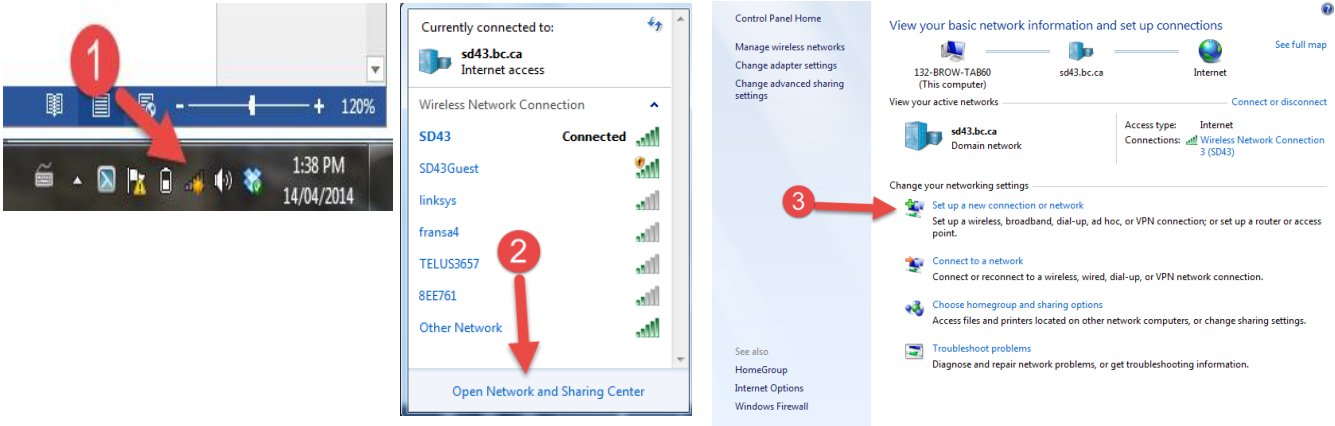 1
120%
1:38 PM
14/04/2014
Currently connected to:
sd43.bc.ca
Internet access
Wireless Network Connection
SD43 Connected
SD43Guest
linksys
fransa4
2
TELUS3657
8EE761
Other Network
Open Network and Sharing Center
Control Panel Home
Manage wireless networks
Change adapter settings
Change advanced sharing
settings
See also
HomeGroup
Internet Options
Windows Firewall
View your basic network information and set up connections
See full map
132-BROW-TAB60
(This computer)
sd43.bc.ca
Internet
View your active networks
Connect or disconnect
sd43.bc.ca
Domain network
Access type: Internet
Connections: Wireless Network Connection
3 (SD43)
Change your networking settings
3
Set up a new connection or network
Set up a wireless, broadband, dial-up, ad hoc, or VPN connection; or set up a router or access
point.
Connect to a network
Connect or reconnect to a wireless, wired, dial-up, or VPN network connection.
Choose homegroup and sharing options
Access files and printers located on other network computers, or change sharing settings.
Troubleshoot problems
Diagnose and repair network problems, or get troubleshooting information.